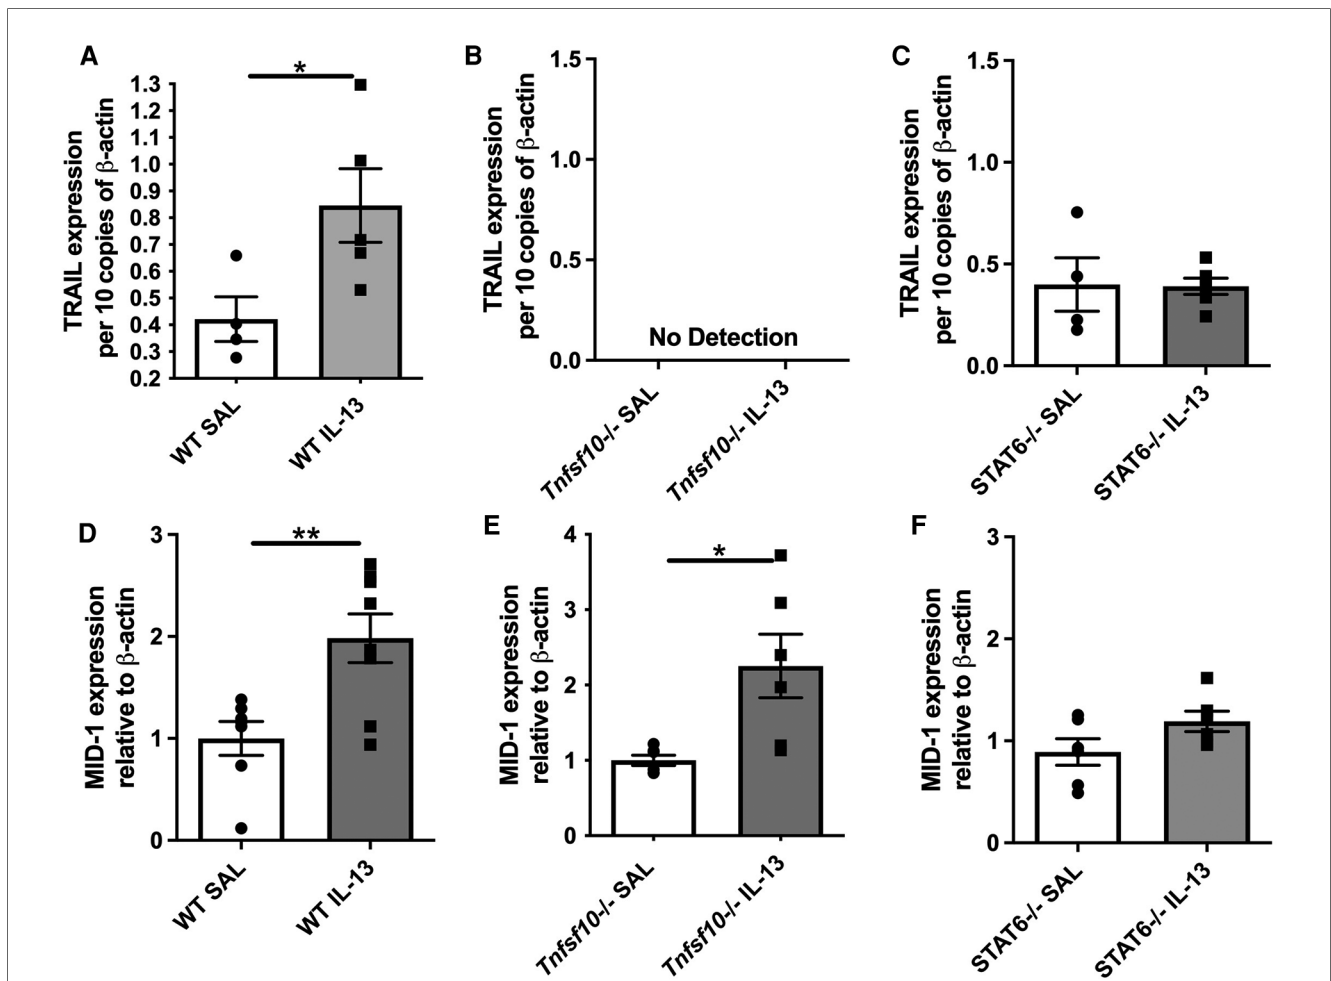 A
*
1.3
1.2
1.1
1.0
0.9
0.8
0.7
0.6
0.5
0.4
0.3
0.2
TRAIL expression
per 10 copies of β-actin
WT SAL
WT IL-13
B
1.5
1.0
0.5
0.0
TRAIL expression
per 10 copies of β-actin
No Detection
Tnfsf10-/- SAL
Tnfsf10-/- IL-13
C
1.5
1.0
0.5
0.0
TRAIL expression
per 10 copies of β-actin
STAT6-/- SAL
STAT6-/- IL-13
D
**
3
2
1
0
MID-1 expression
relative to β-actin
WT SAL
WT IL-13
E
*
4
3
2
1
0
MID-1 expression
relative to β-actin
Tnfsf10-/- SAL
Tnfsf10-/- IL-13
F
3
2
1
0
MID-1 expression
relative to β-actin
STAT6-/- SAL
STAT6-/- IL-13